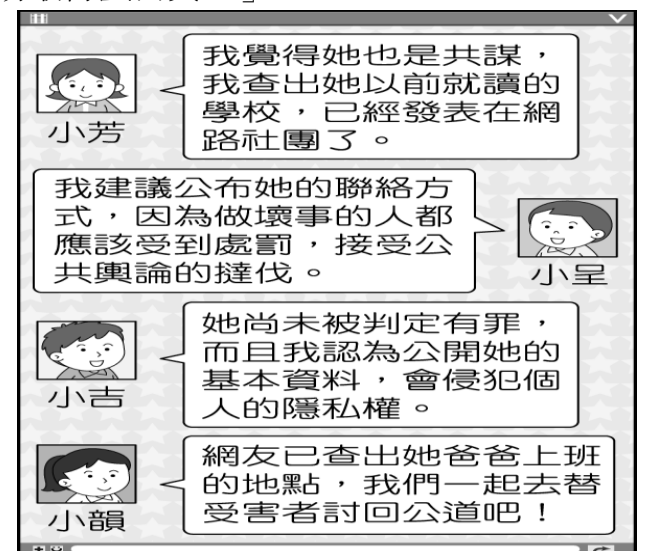 我覺得她也是共謀，
我查出她以前就讀的
學校，已經發表在網
路社團了。
小芳
我建議公布她的聯絡方
式，因為做壞事的人都
應該受到處罰，接受公
共輿論的撻伐。
小呈
她尚未被判定有罪，
而且我認為公開她的
基本資料，會侵犯個
人的隱私權。
小吉
網友已查出她爸爸上班
的地點，我們一起去替
受害者討回公道吧！
小韻